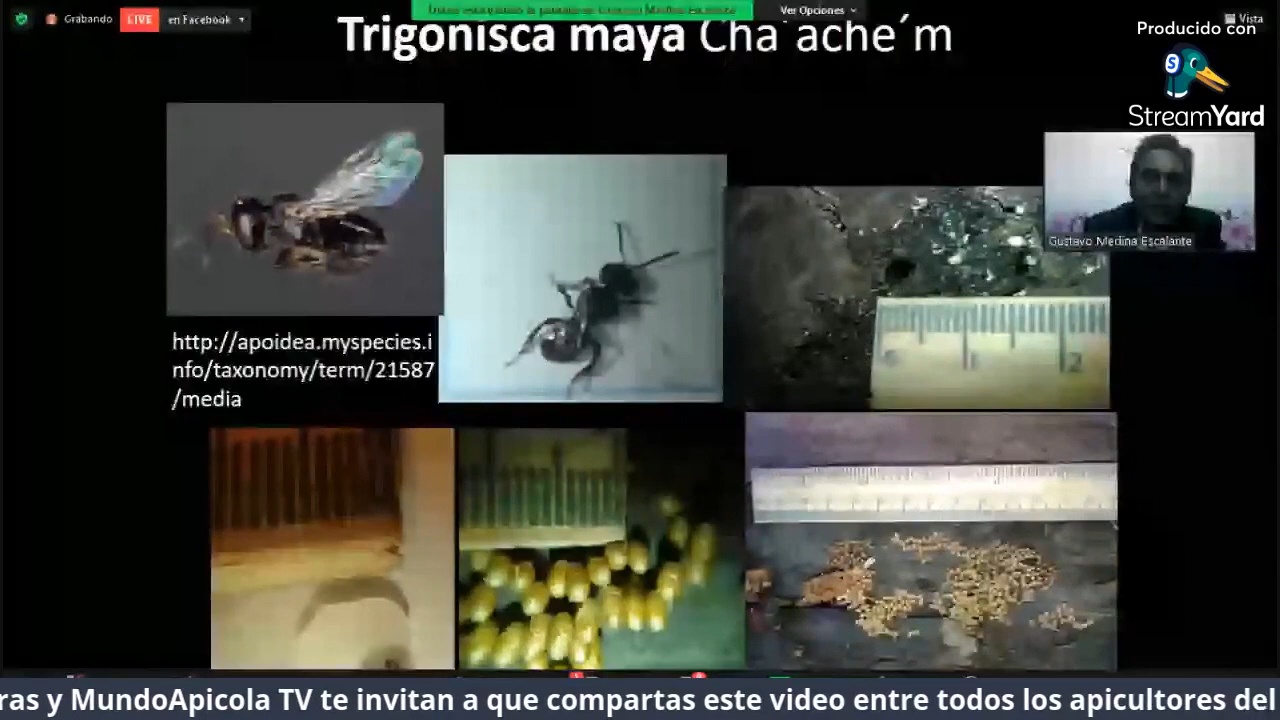 LIVE
Grabando
en Facebook
Ver Opciones
Vista
Trigonisca maya Cha´ache´m
Producido con
S
StreamYard
Gustavo Medina Escalante
http://apoidea.myspecies.i
nfo/taxonomy/term/21587
/media
2
ras y MundoApicola TV te invitan a que compartas este video entre todos los apicultores del